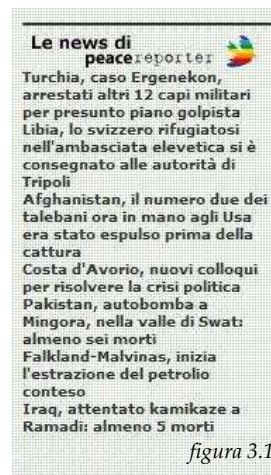 Le news di
peacereporter
Turchia, caso Ergenekon,
arrestati altri 12 capi militari
per presunto piano golpista
Libia, lo svizzero rifugiatosi
nell'ambasciata elevetica si è
consegnato alle autorità di
Tripoli
Afghanistan, il numero due dei
talebani ora in mano agli Usa
era stato espulso prima della
cattura
Costa d'Avorio, nuovi colloqui
per risolvere la crisi politica
Pakistan, autobomba a
Mingora, nella valle di Swat:
almeno sei morti
Falkland-Malvinas, inizia
l'estrazione del petrolio
conteso
Iraq, attentato kamikaze a
Ramadi: almeno 5 morti
figura 3.1